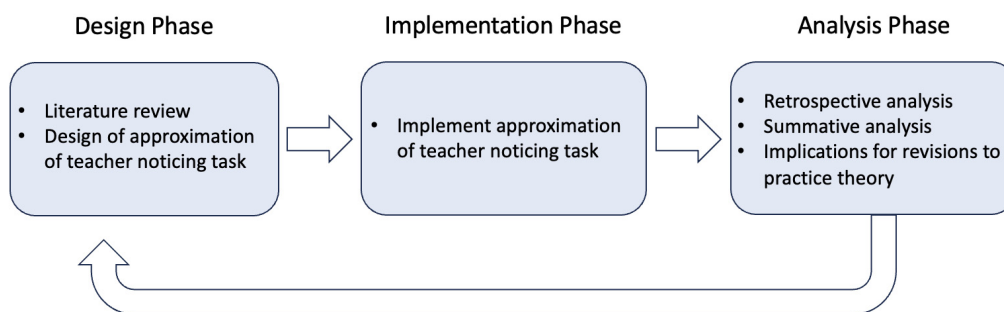 Design Phase
• Literature review
• Design of approximation
of teacher noticing task
Implementation Phase
• Implement approximation
of teacher noticing task
Analysis Phase
• Retrospective analysis
• Summative analysis
• Implications for revisions to
practice theory